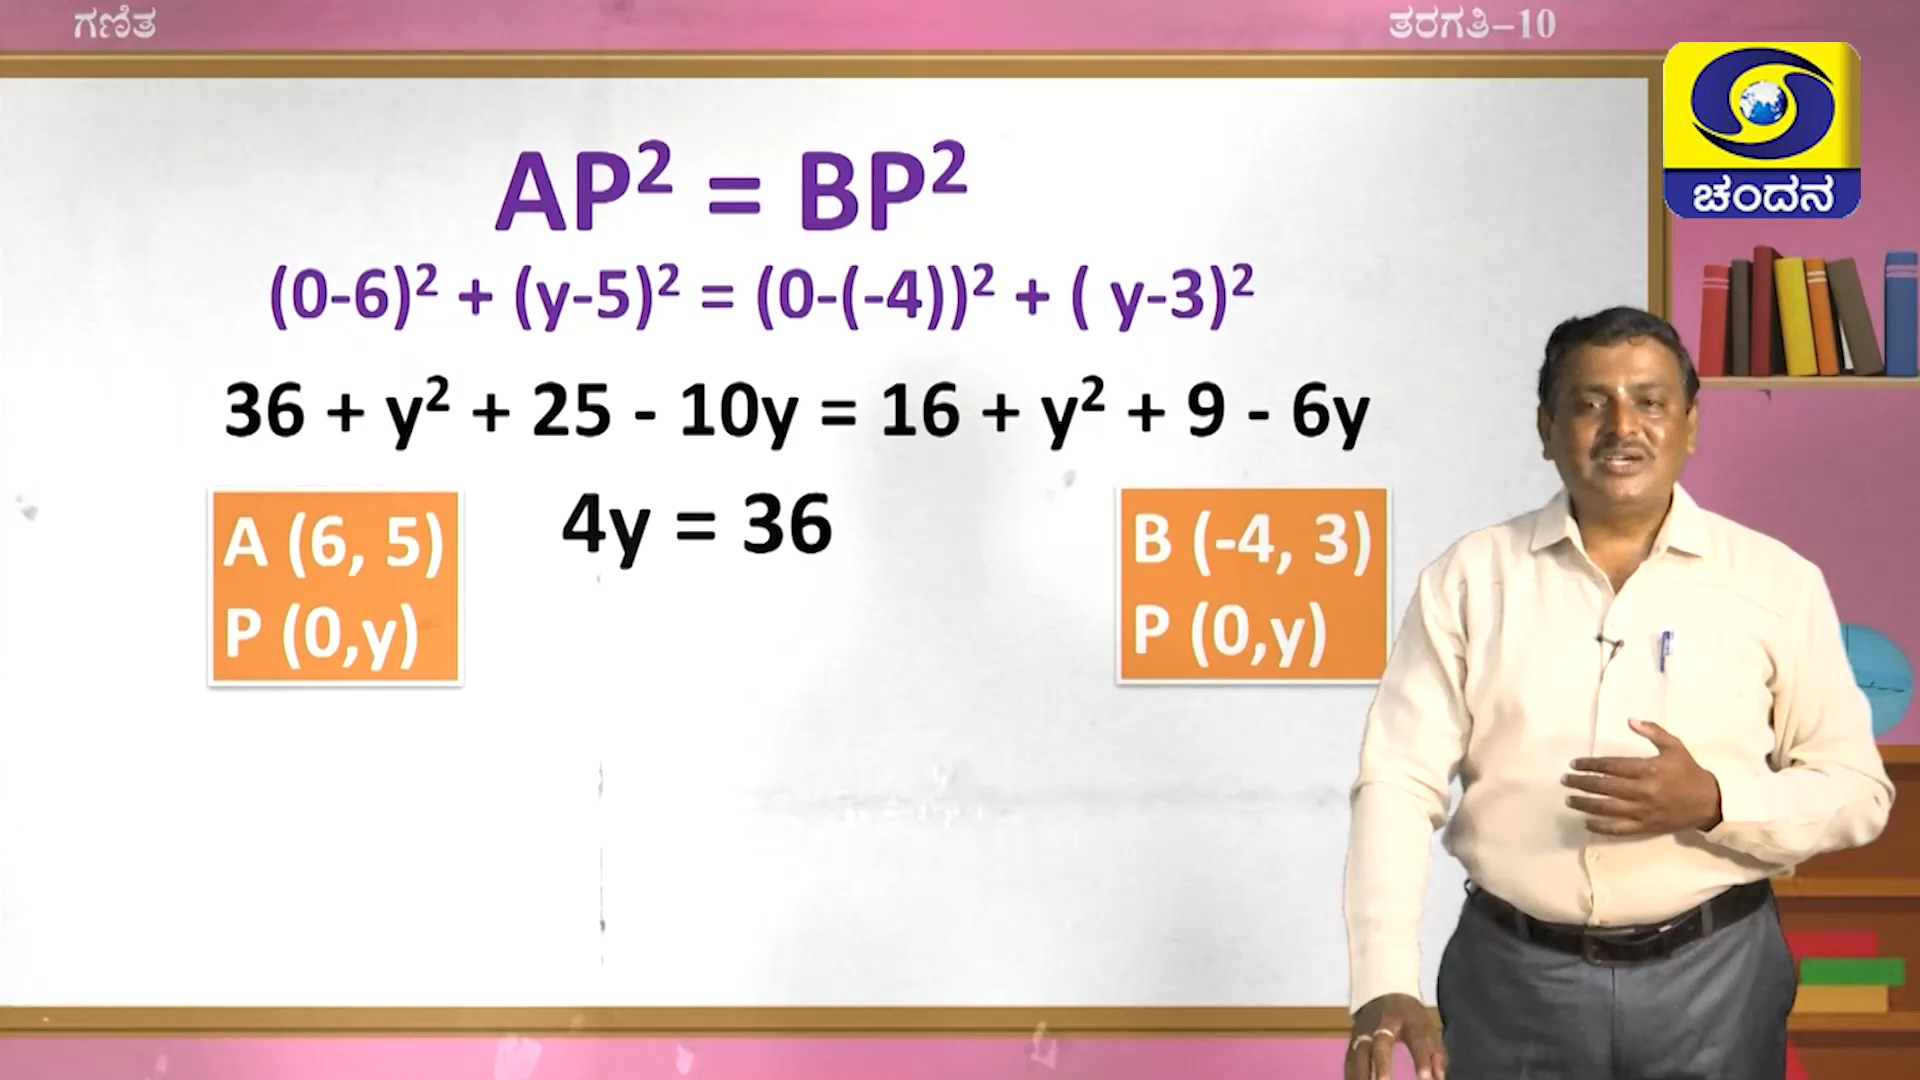 ಗಣಿತ
ತರಗತಿ–10
ಚಂದನ
AP² = BP²
(0-6)² + (y-5)² = (0-(-4))² + ( y-3)²
36 + y² + 25 - 10y = 16 + y² + 9 - 6y
4y = 36
A (6, 5)
P (0,y)
B (-4, 3)
P (0,y)